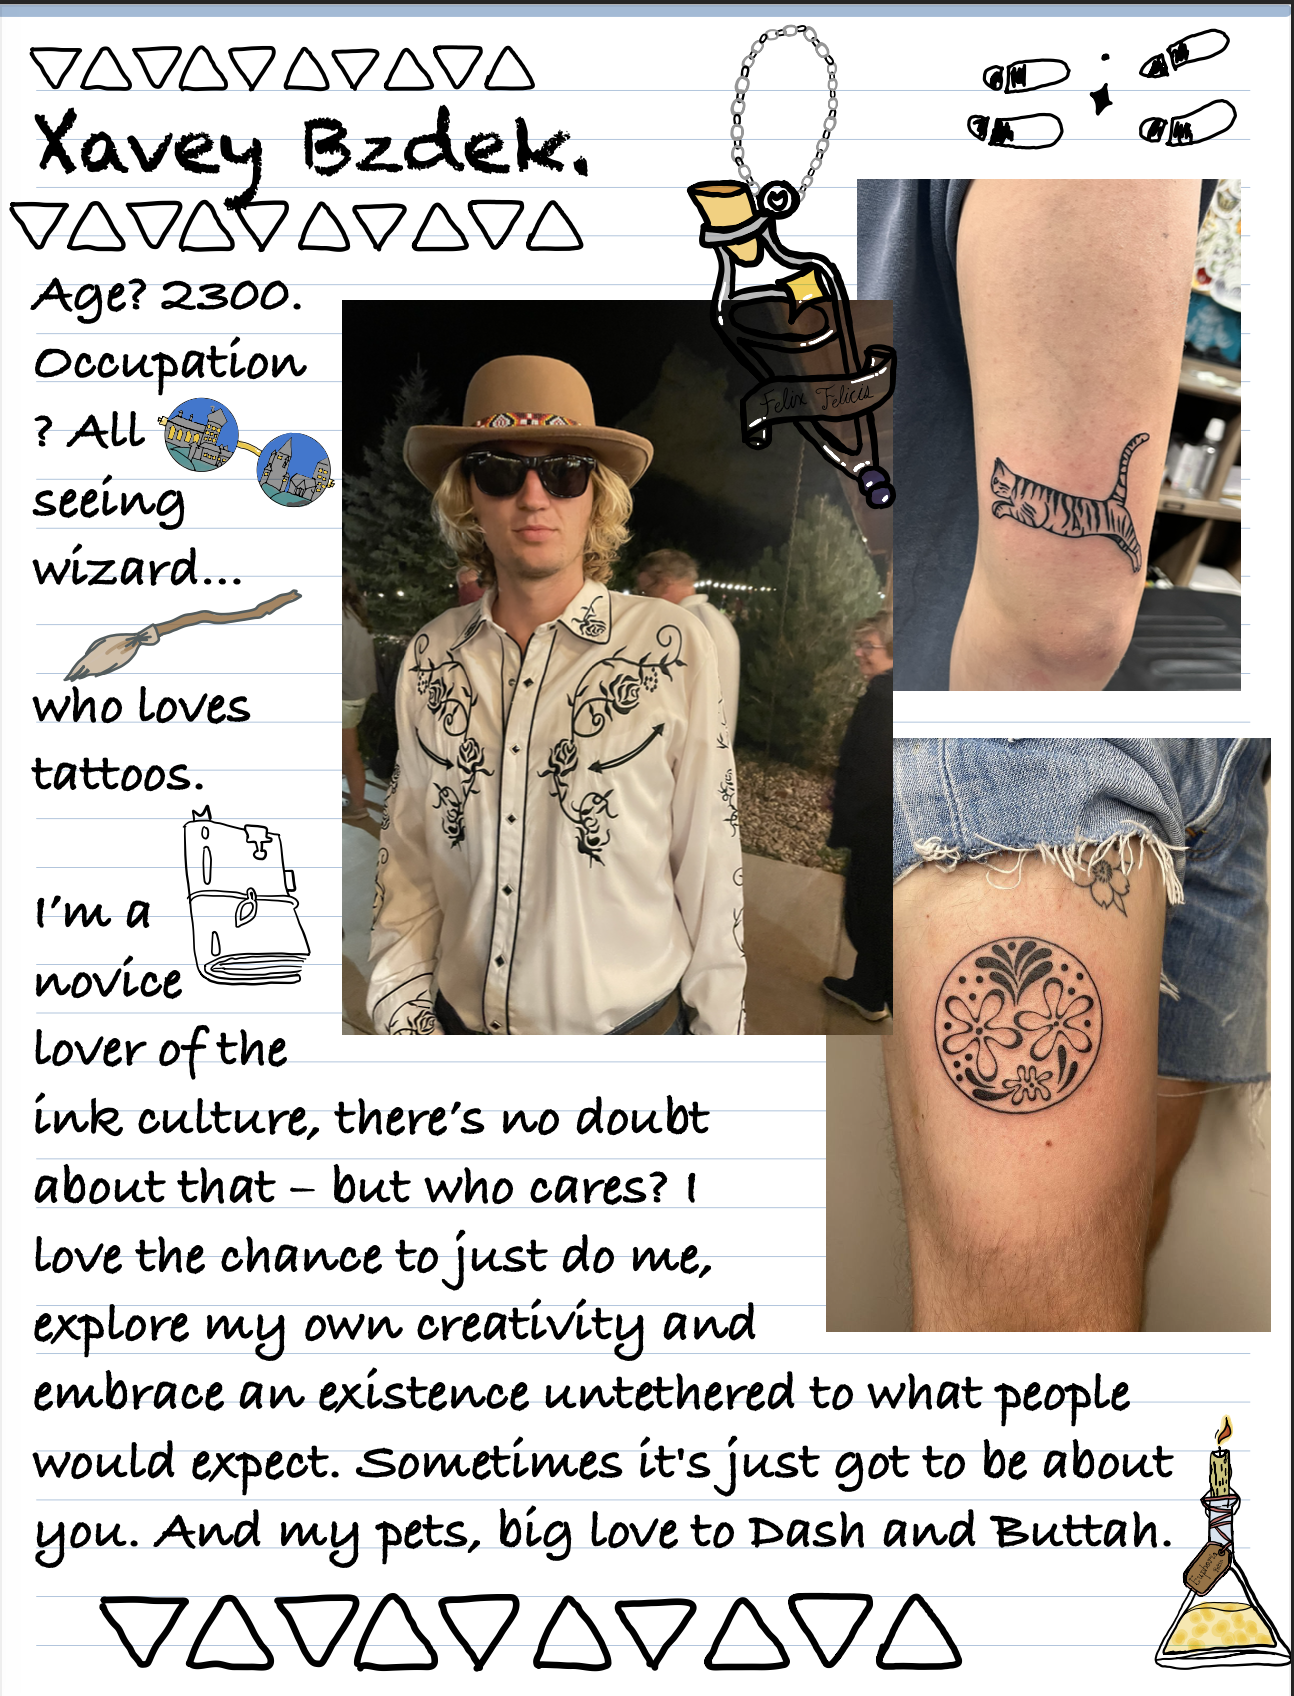 Xavey Bzdek.
Age? 2300.
Occupation
? All
seeing
wizard...
who loves
tattoos.
I'm a
novice
lover of the
ink culture, there's no doubt
about that – but who cares? I
love the chance to just do me,
explore my own creativity and
embrace an existence untethered to what people
would expect. Sometimes it's just got to be about
you. And my pets, big love to Dash and Buttah.
Felix Felicis